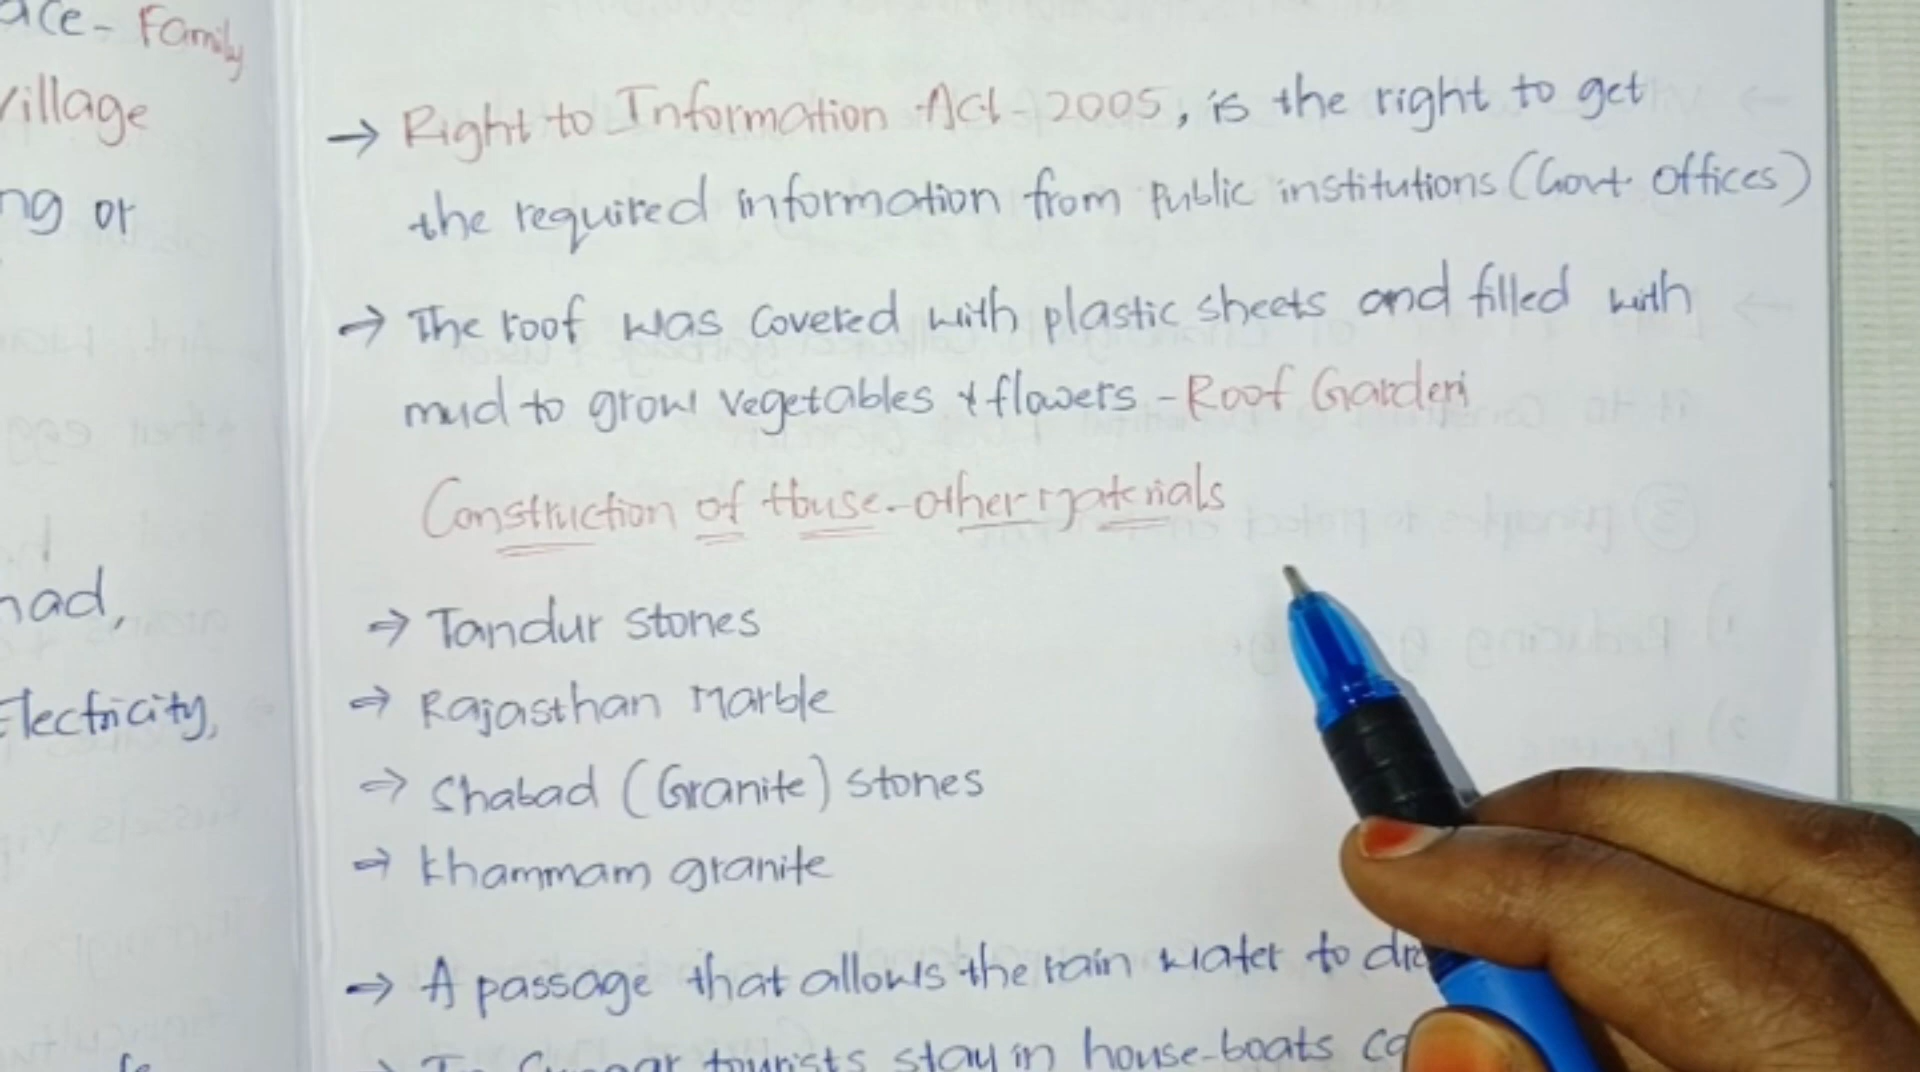 Family
village
ng or
had,
Electricity,
→ Right to Information Act - 2005, is the right to get
the required information from Public institutions (Govt. Offices)
→ The roof was covered with plastic sheets and filled with
mud to grow vegetables & flowers - Roof Garden
Construction of House - other materials
→ Tandur stones
→ Rajasthan Marble
→ Shabad (Granite) stones
→ Khammam granite
→ A passage that allows the rain water to
tourists stay in house-boats